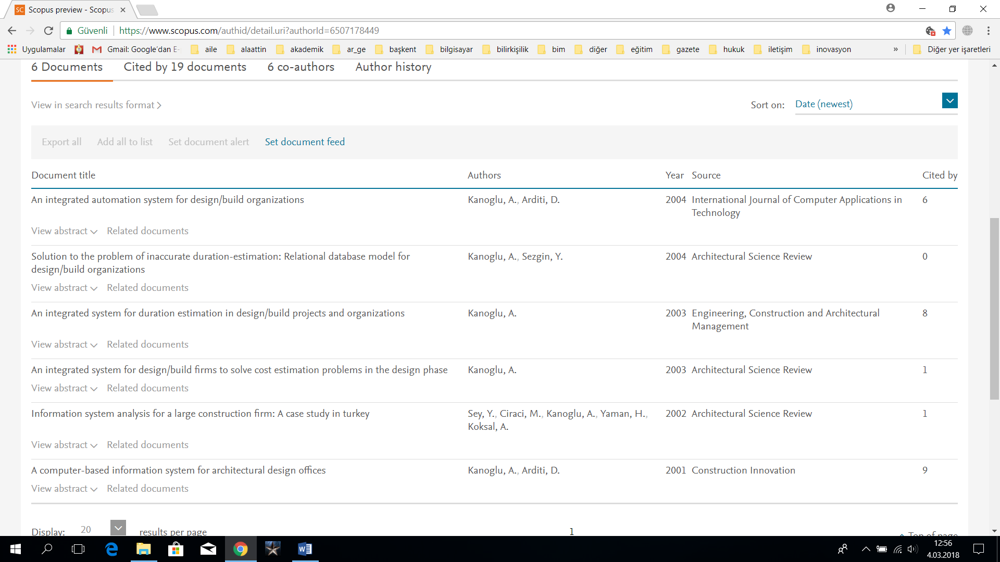 SC Scopus preview - Scopus
Güvenli https://www.scopus.com/authid/detail.uri?authorId=6507178449
Uygulamalar Gmail: Google'dan E- aile alaattin akademik ar_ge başkent bilgisayar bilirkişilik bim diğer eğitim gazete hukuk iletişim inovasyon » Diğer yer işaretleri
6 Documents Cited by 19 documents 6 co-authors Author history
View in search results format >
Sort on: Date (newest)
Export all Add all to list Set document alert Set document feed
Document title Authors Year Source Cited by
An integrated automation system for design/build organizations Kanoglu, A., Arditi, D. 2004 International Journal of Computer Applications in 6
Technology
View abstract Related documents
Solution to the problem of inaccurate duration-estimation: Relational database model for Kanoglu, A., Sezgin, Y. 2004 Architectural Science Review 0
design/build organizations
View abstract Related documents
An integrated system for duration estimation in design/build projects and organizations Kanoglu, A. 2003 Engineering, Construction and Architectural 8
Management
View abstract Related documents
An integrated system for design/build firms to solve cost estimation problems in the design phase Kanoglu, A. 2003 Architectural Science Review 1
View abstract Related documents
Information system analysis for a large construction firm: A case study in turkey Sey, Y., Ciraci, M., Kanoglu, A., Yaman, H., 2002 Architectural Science Review 1
Koksal, A.
View abstract Related documents
A computer-based information system for architectural design offices Kanoglu, A., Arditi, D. 2001 Construction Innovation 9
View abstract Related documents
Display: 20 results per page 1 Top of page
12:56
4.03.2018